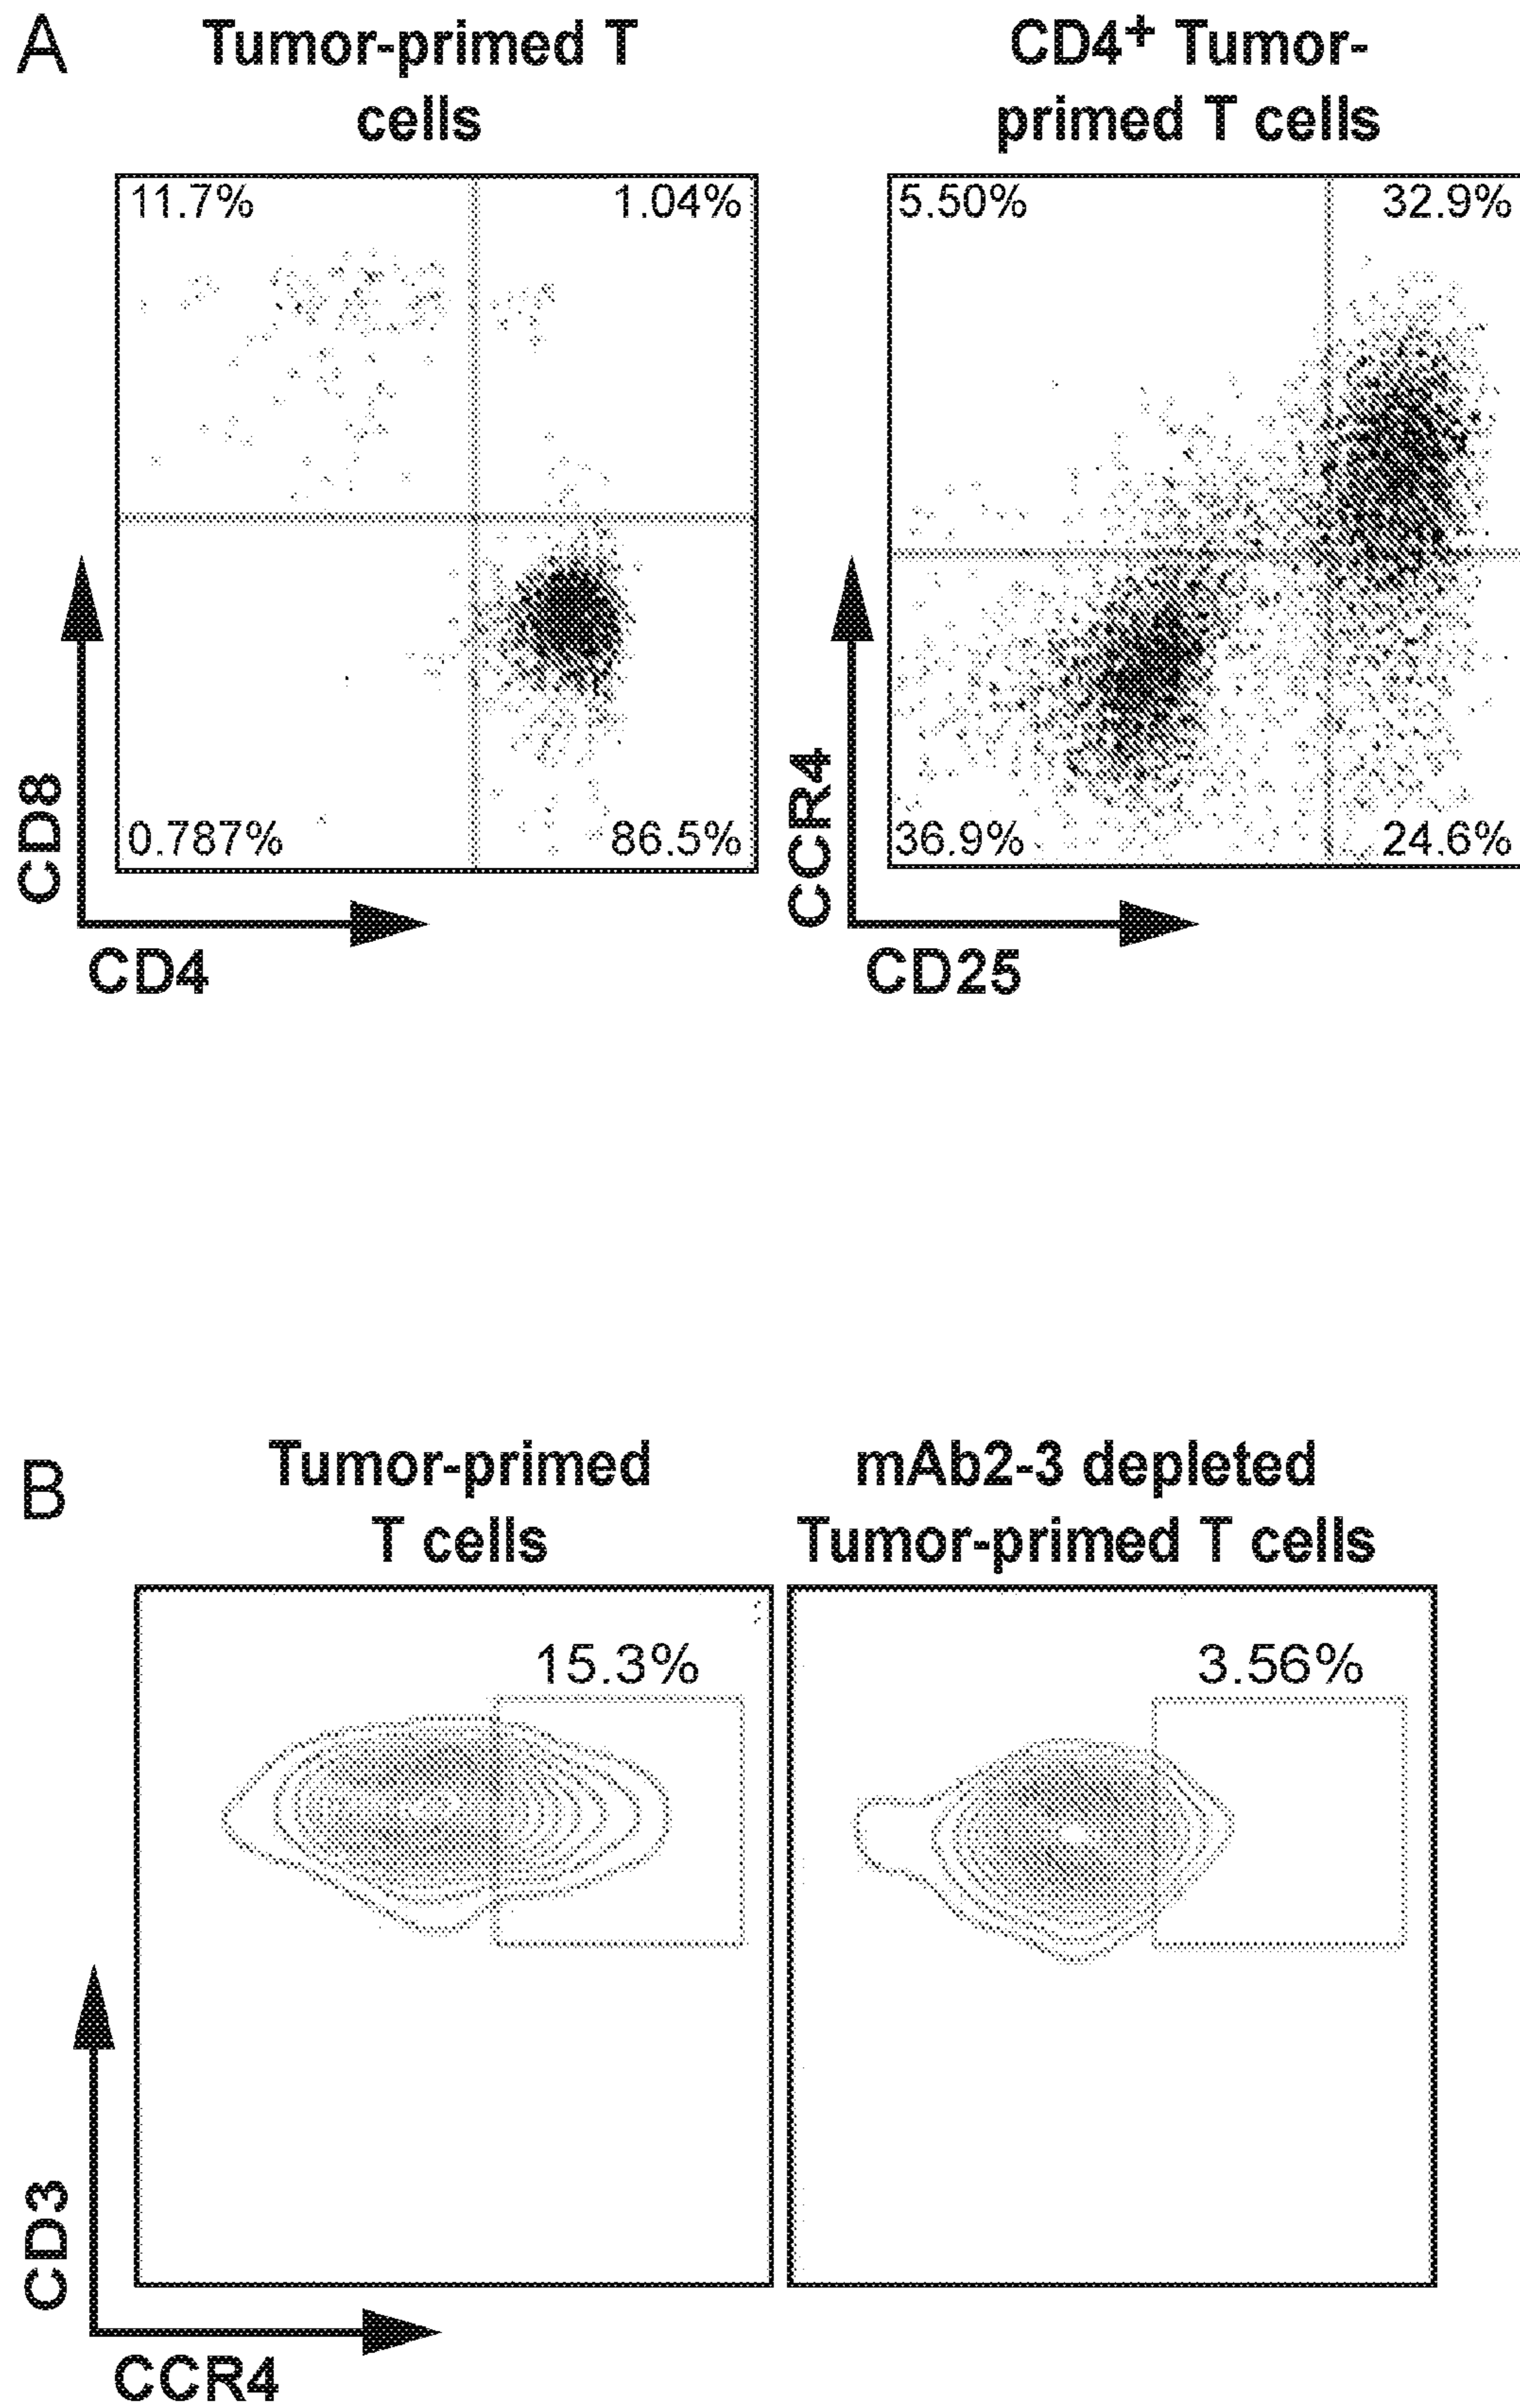 A
Tumor-primed T
cells
CD4+ Tumor-
primed T cells
11.7%
1.04%
5.50%
32.9%
0.787%
86.5%
36.9%
24.6%
CD8
CD4
CCR4
CD25
B
Tumor-primed
T cells
mAb2-3 depleted
Tumor-primed T cells
15.3%
3.56%
CD3
CCR4